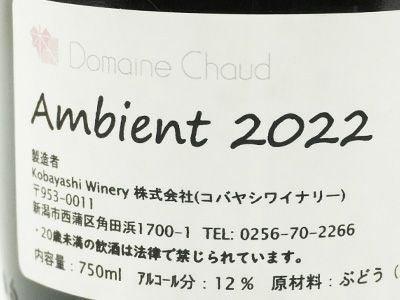 Domaine Chaud
Ambient 2022
製造者
Kobayashi Winery 株式会社(コバヤシワイナリー)
〒953-0011
新潟市西蒲区角田浜1700-1 TEL: 0256-70-2266
・20歳未満の飲酒は法律で禁じられています。
内容量：750ml アルコール分：12％ 原材料：ぶどう（